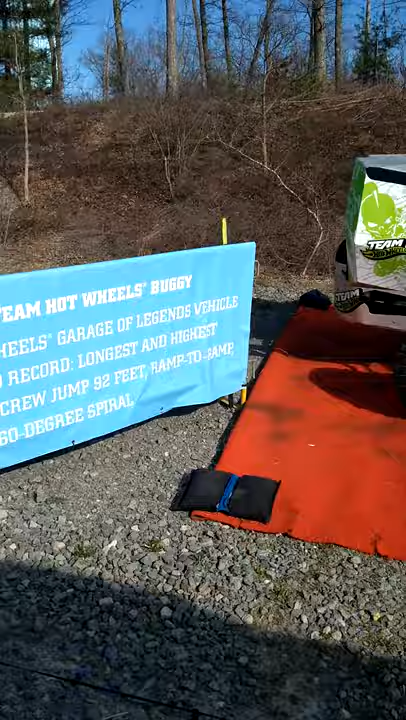 TEAM HOT WHEELS® BUGGY
HEELS® GARAGE OF LEGENDS VEHICLE
RECORD: LONGEST AND HIGHEST
CREW JUMP 92 FEET, RAMP-TO-RAMP,
60-DEGREE SPIRAL
TEAM
TEAM